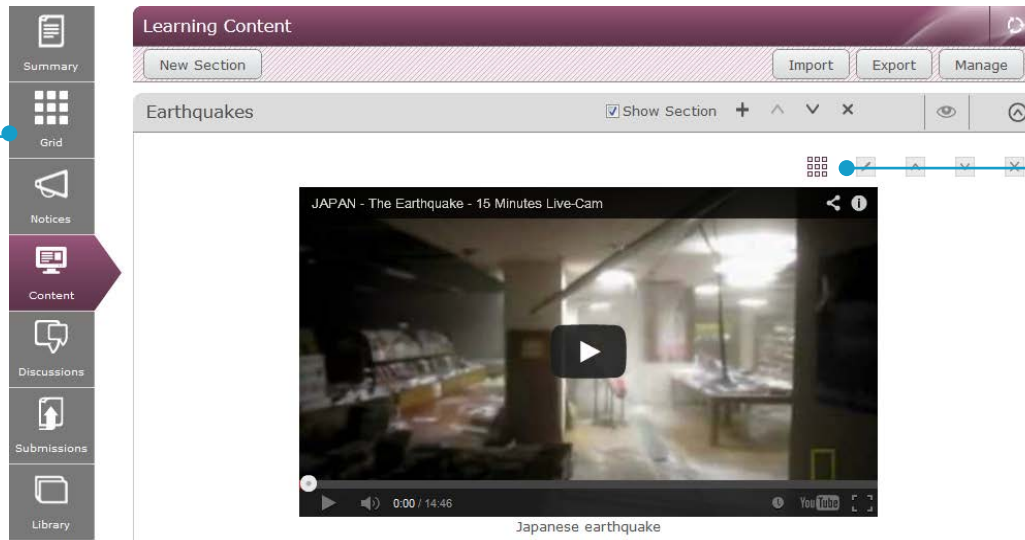 Summary
Grid
Notices
Content
Discussions
Submissions
Library
Learning Content
New Section
Import
Export
Manage
Earthquakes
Show Section
JAPAN - The Earthquake - 15 Minutes Live-Cam
0:00 / 14:46
YouTube
Japanese earthquake